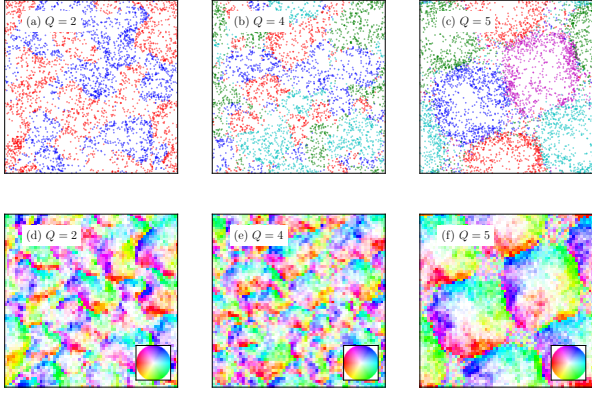 (a) Q = 2
(b) Q = 4
(c) Q = 5
(d) Q = 2
(e) Q = 4
(f) Q = 5